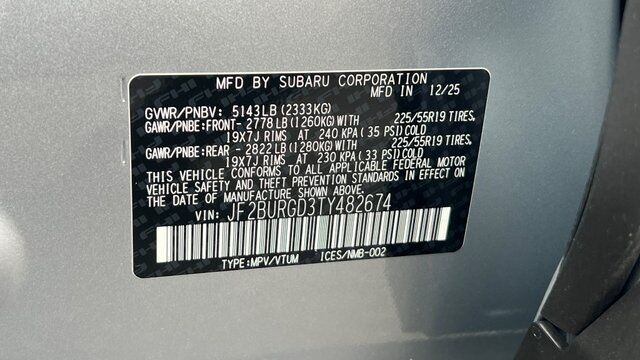 MFD BY SUBARU CORPORATION
MFD IN 12/25
GVWR/PNBV: 5143LB (2333KG)
GAWR/PNBE: FRONT- 2778 LB (1260KG) WITH 225/55R19 TIRES.
19X7J RIMS AT 240 KPA (35 PSI) COLD
GAWR/PNBE: REAR - 2822 LB (1280KG) WITH 225/55R19 TIRES.
19X7J RIMS AT 230 KPA (33 PSI) COLD
THIS VEHICLE CONFORMS TO ALL APPLICABLE FEDERAL MOTOR
VEHICLE SAFETY AND THEFT PREVENTION STANDARDS IN EFFECT ON
THE DATE OF MANUFACTURE SHOWN ABOVE.
VIN: JF2BURGD3TY482674
TYPE:MPV/VTUM ICES/NMB-002